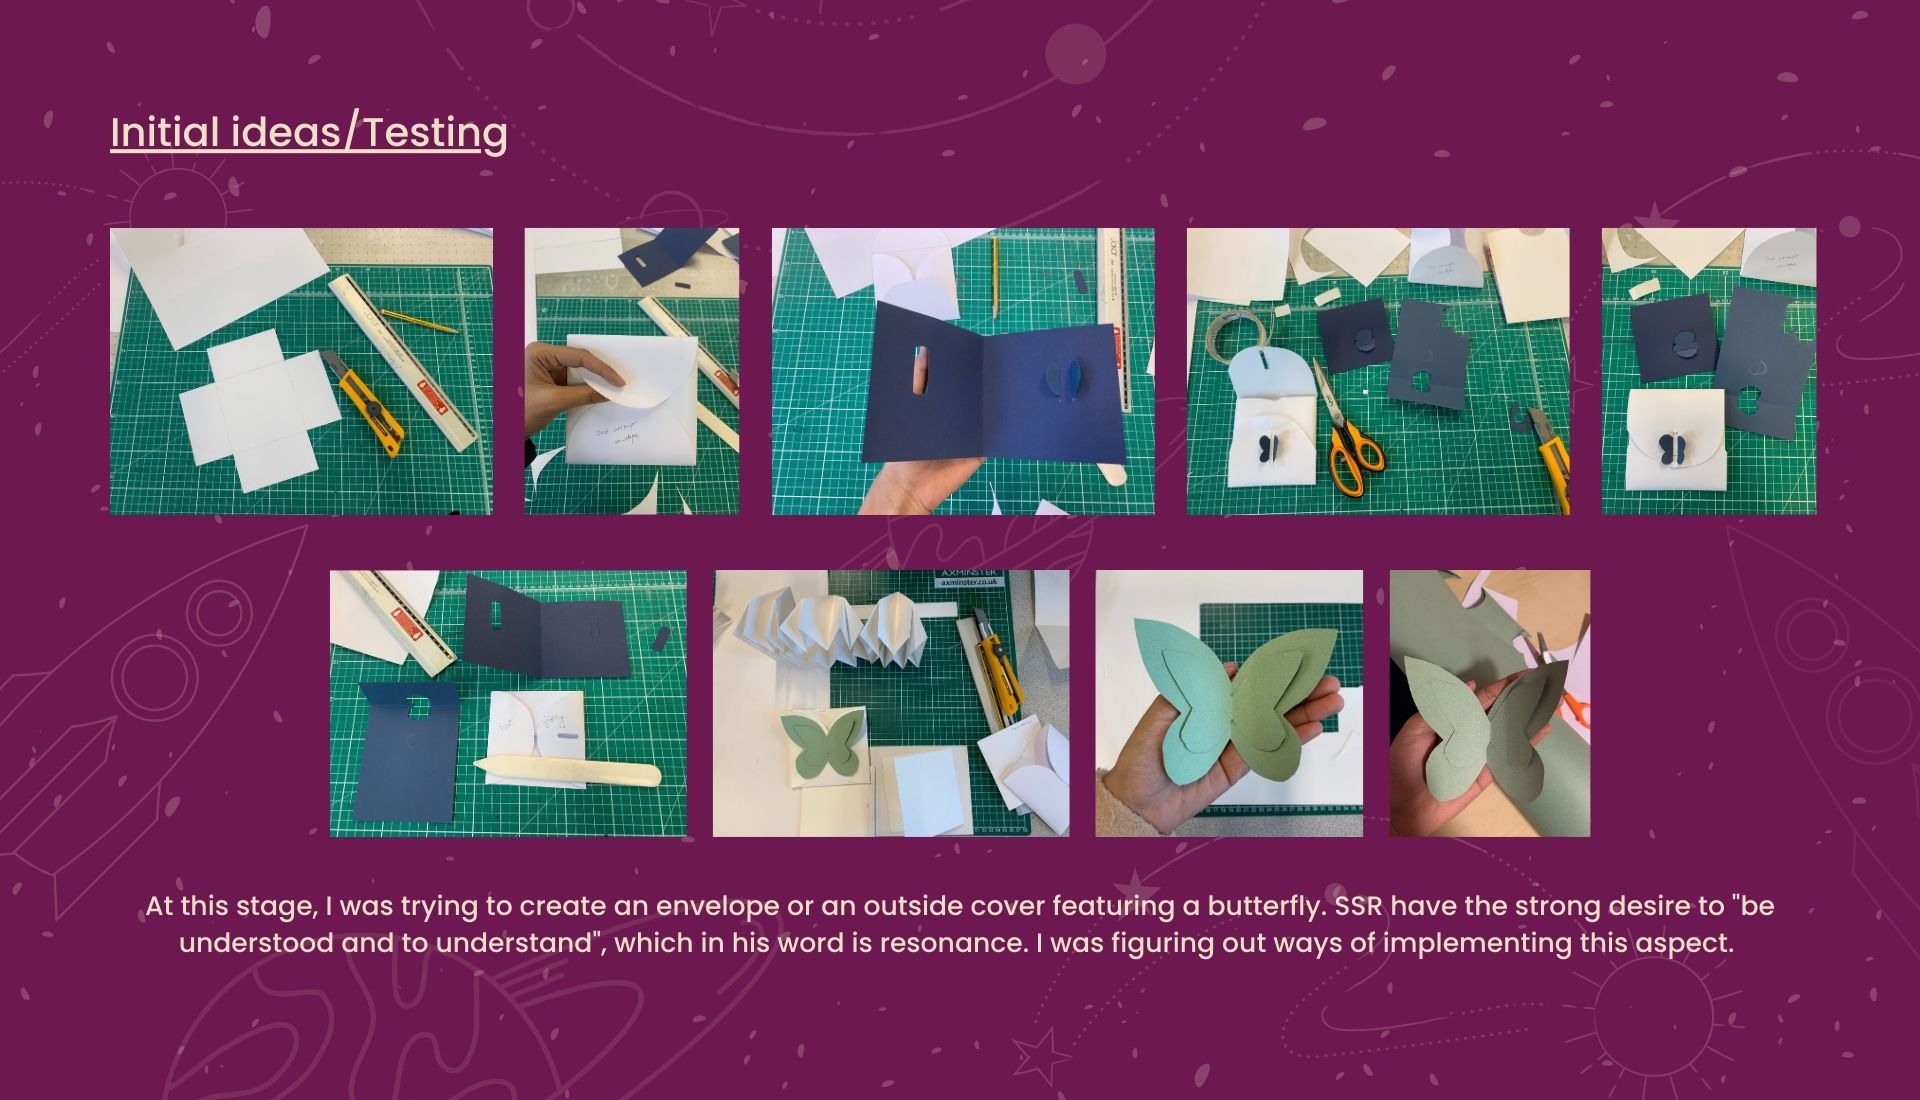 Initial ideas/Testing
2nd envelope
envelope
AXMINSTER
axminster.co.uk
At this stage, I was trying to create an envelope or an outside cover featuring a butterfly. SSR have the strong desire to "be
understood and to understand", which in his word is resonance. I was figuring out ways of implementing this aspect.